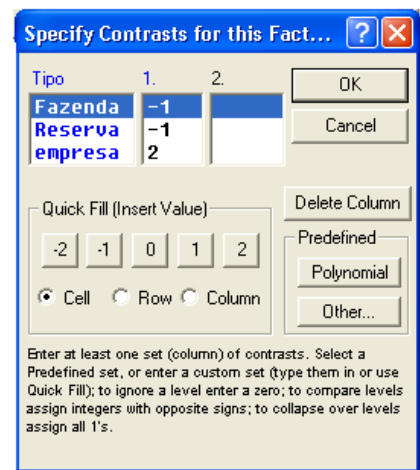 Specify Contrasts for this Fact...
Tipo 1. 2.
Fazenda -1
Reserva -1
empresa 2
OK
Cancel
Delete Column
Quick Fill (Insert Value)
-2 -1 0 1 2
Cell Row Column
Predefined
Polynomial
Other...
Enter at least one set (column) of contrasts. Select a
Predefined set, or enter a custom set (type them in or use
Quick Fill); to ignore a level enter a zero; to compare levels
assign integers with opposite signs; to collapse over levels
assign all 1's.